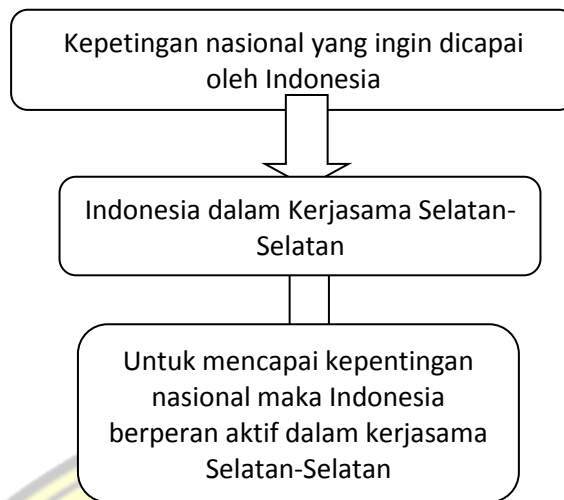 Kepetingan nasional yang ingin dicapai
oleh Indonesia
Indonesia dalam Kerjasama Selatan-
Selatan
Untuk mencapai kepentingan
nasional maka Indonesia
berperan aktif dalam kerjasama
Selatan-Selatan